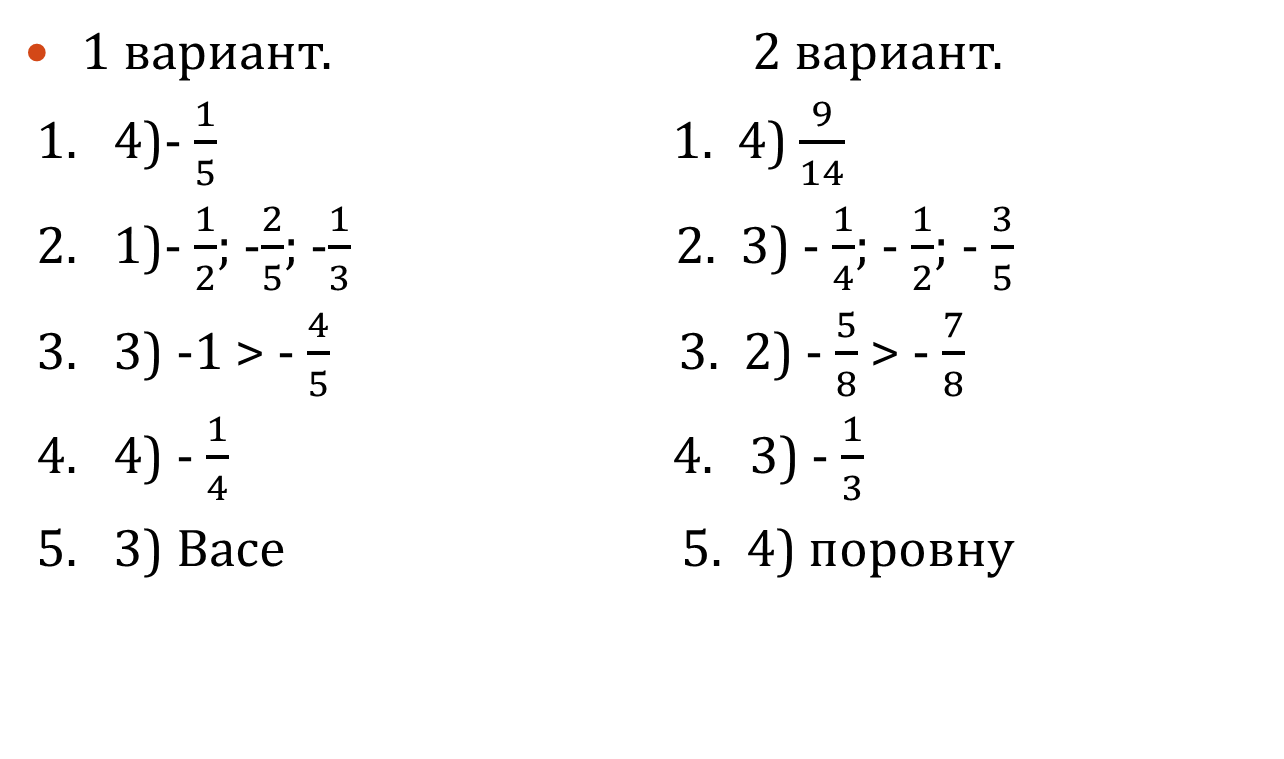 • 1 вариант. 2 вариант.
1. 4)- 1/5 1. 4) 9/14
2. 1)- 1/2; -2/5; -1/3 2. 3) - 1/4; - 1/2; - 3/5
3. 3) -1 > - 4/5 3. 2) - 5/8 > - 7/8
4. 4) - 1/4 4. 3) - 1/3
5. 3) Васе 5. 4) поровну